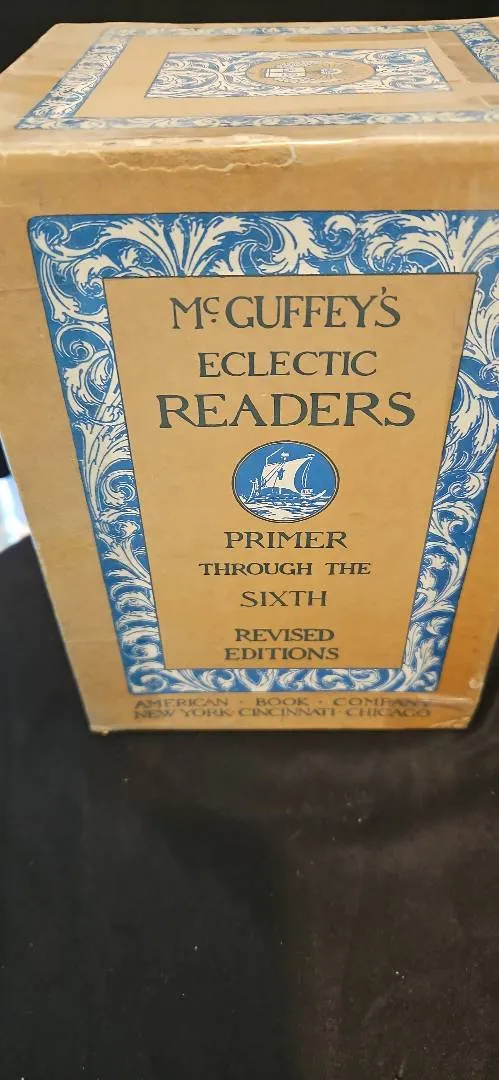 McGUFFEY'S
ECLECTIC
READERS
PRIMER
THROUGH THE
SIXTH
REVISED
EDITIONS
AMERICAN · BOOK · COMPANY
NEW YORK · CINCINNATI · CHICAGO